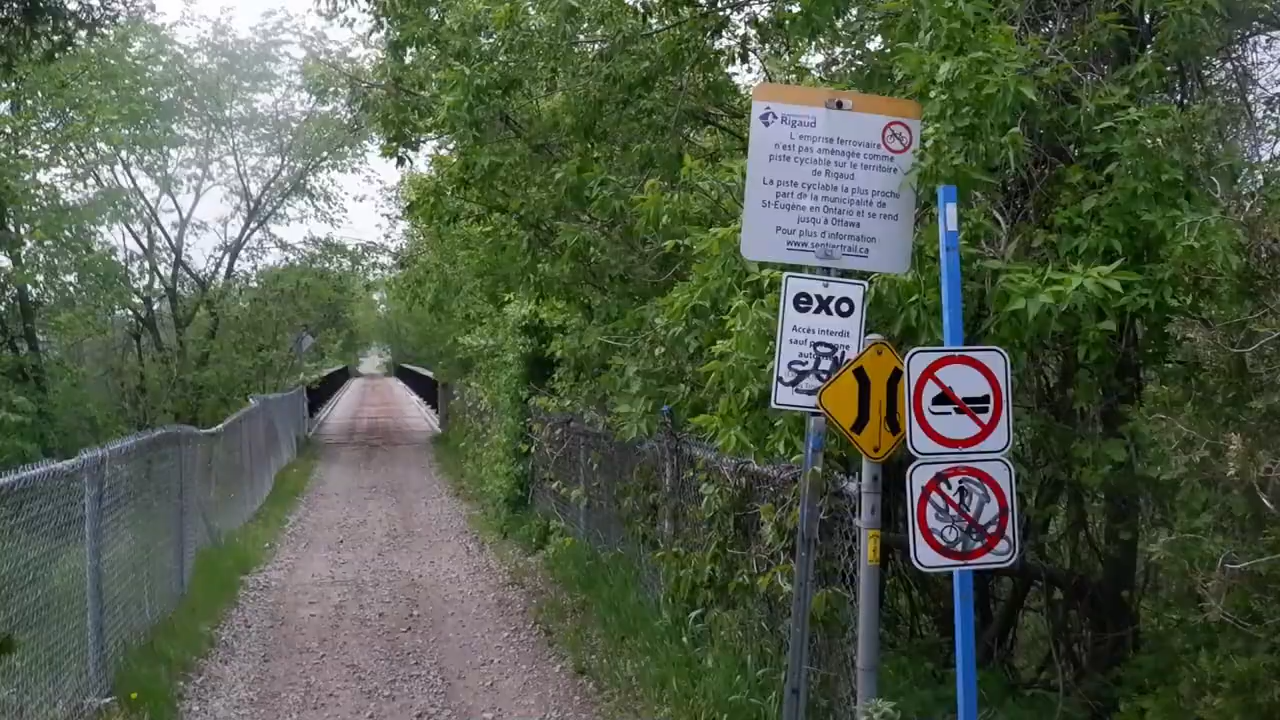 Rigaud
L'emprise ferroviaire
n'est pas aménagée comme
piste cyclable sur le territoire
de Rigaud.
La piste cyclable la plus proche
part de la municipalité de
St-Eugène en Ontario et se rend
jusqu'à Ottawa
Pour plus d'information
www.sentiertrail.ca
exo
Accès interdit
sauf